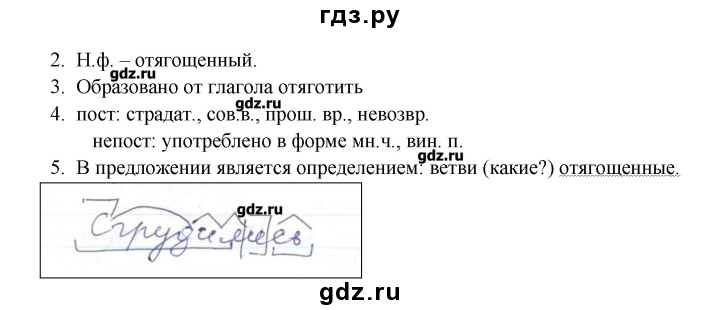 гдз.ру
2. Н.ф. – отягощенный.
gdz.ru
3. Образовано от глагола отяготить
gdz.ru
4. пост: страдат., сов.в., прош. вр., невозвр.
непост: употреблено в форме мн.ч., вин. п.
gdz.ru
5. В предложении является определением: ветви (какие?) отягощенные.
gdz.ru
Сгрудились
gdz.ru